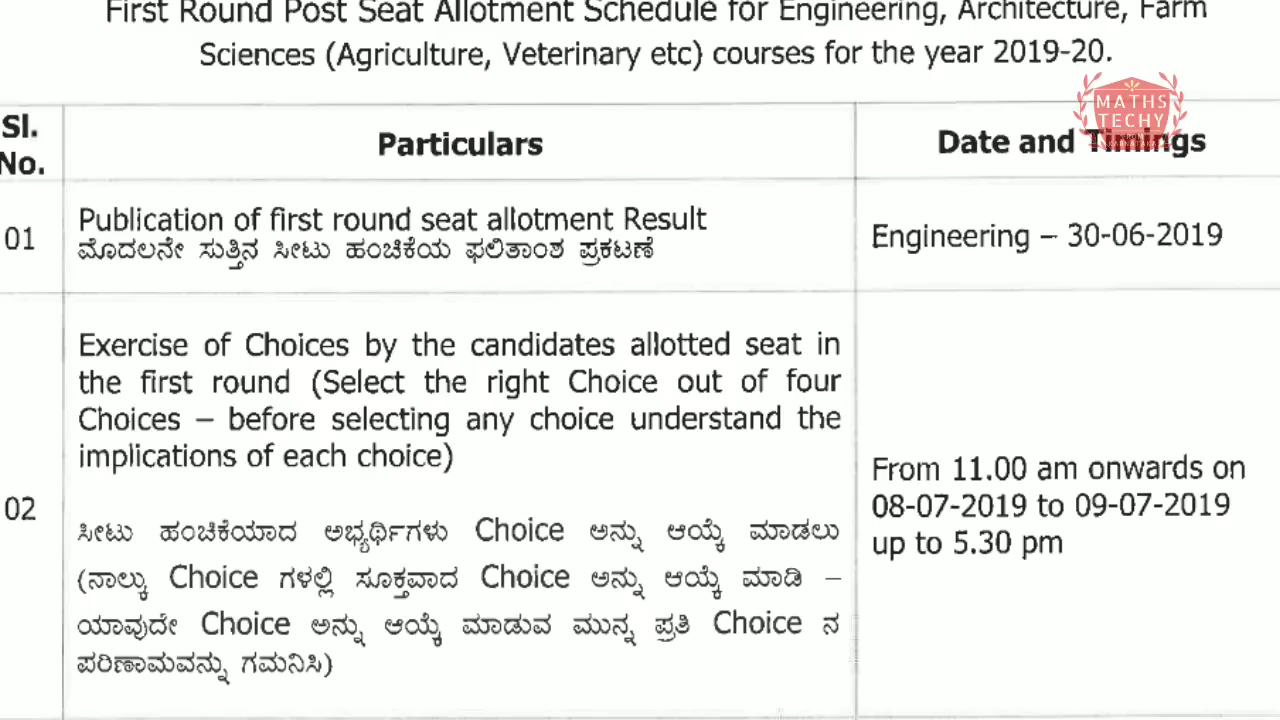 First Round Post Seat Allotment Schedule for Engineering, Architecture, Farm
Sciences (Agriculture, Veterinary etc) courses for the year 2019-20.
MATHS
TECHY
FROM
KARNATAKA
Sl.
No.
Particulars
Date and Timings
01
Publication of first round seat allotment Result
ಮೊದಲನೇ ಸುತ್ತಿನ ಸೀಟು ಹಂಚಿಕೆಯ ಫಲಿತಾಂಶ ಪ್ರಕಟಣೆ
Engineering – 30-06-2019
02
Exercise of Choices by the candidates allotted seat in
the first round (Select the right Choice out of four
Choices – before selecting any choice understand the
implications of each choice)
ಸೀಟು ಹಂಚಿಕೆಯಾದ ಅಭ್ಯರ್ಥಿಗಳು Choice ಅನ್ನು ಆಯ್ಕೆ ಮಾಡಲು
(ನಾಲ್ಕು Choice ಗಳಲ್ಲಿ ಸೂಕ್ತವಾದ Choice ಅನ್ನು ಆಯ್ಕೆ ಮಾಡಿ –
ಯಾವುದೇ Choice ಅನ್ನು ಆಯ್ಕೆ ಮಾಡುವ ಮುನ್ನ ಪ್ರತಿ Choice ನ
ಪರಿಣಾಮವನ್ನು ಗಮನಿಸಿ)
From 11.00 am onwards on
08-07-2019 to 09-07-2019
up to 5.30 pm